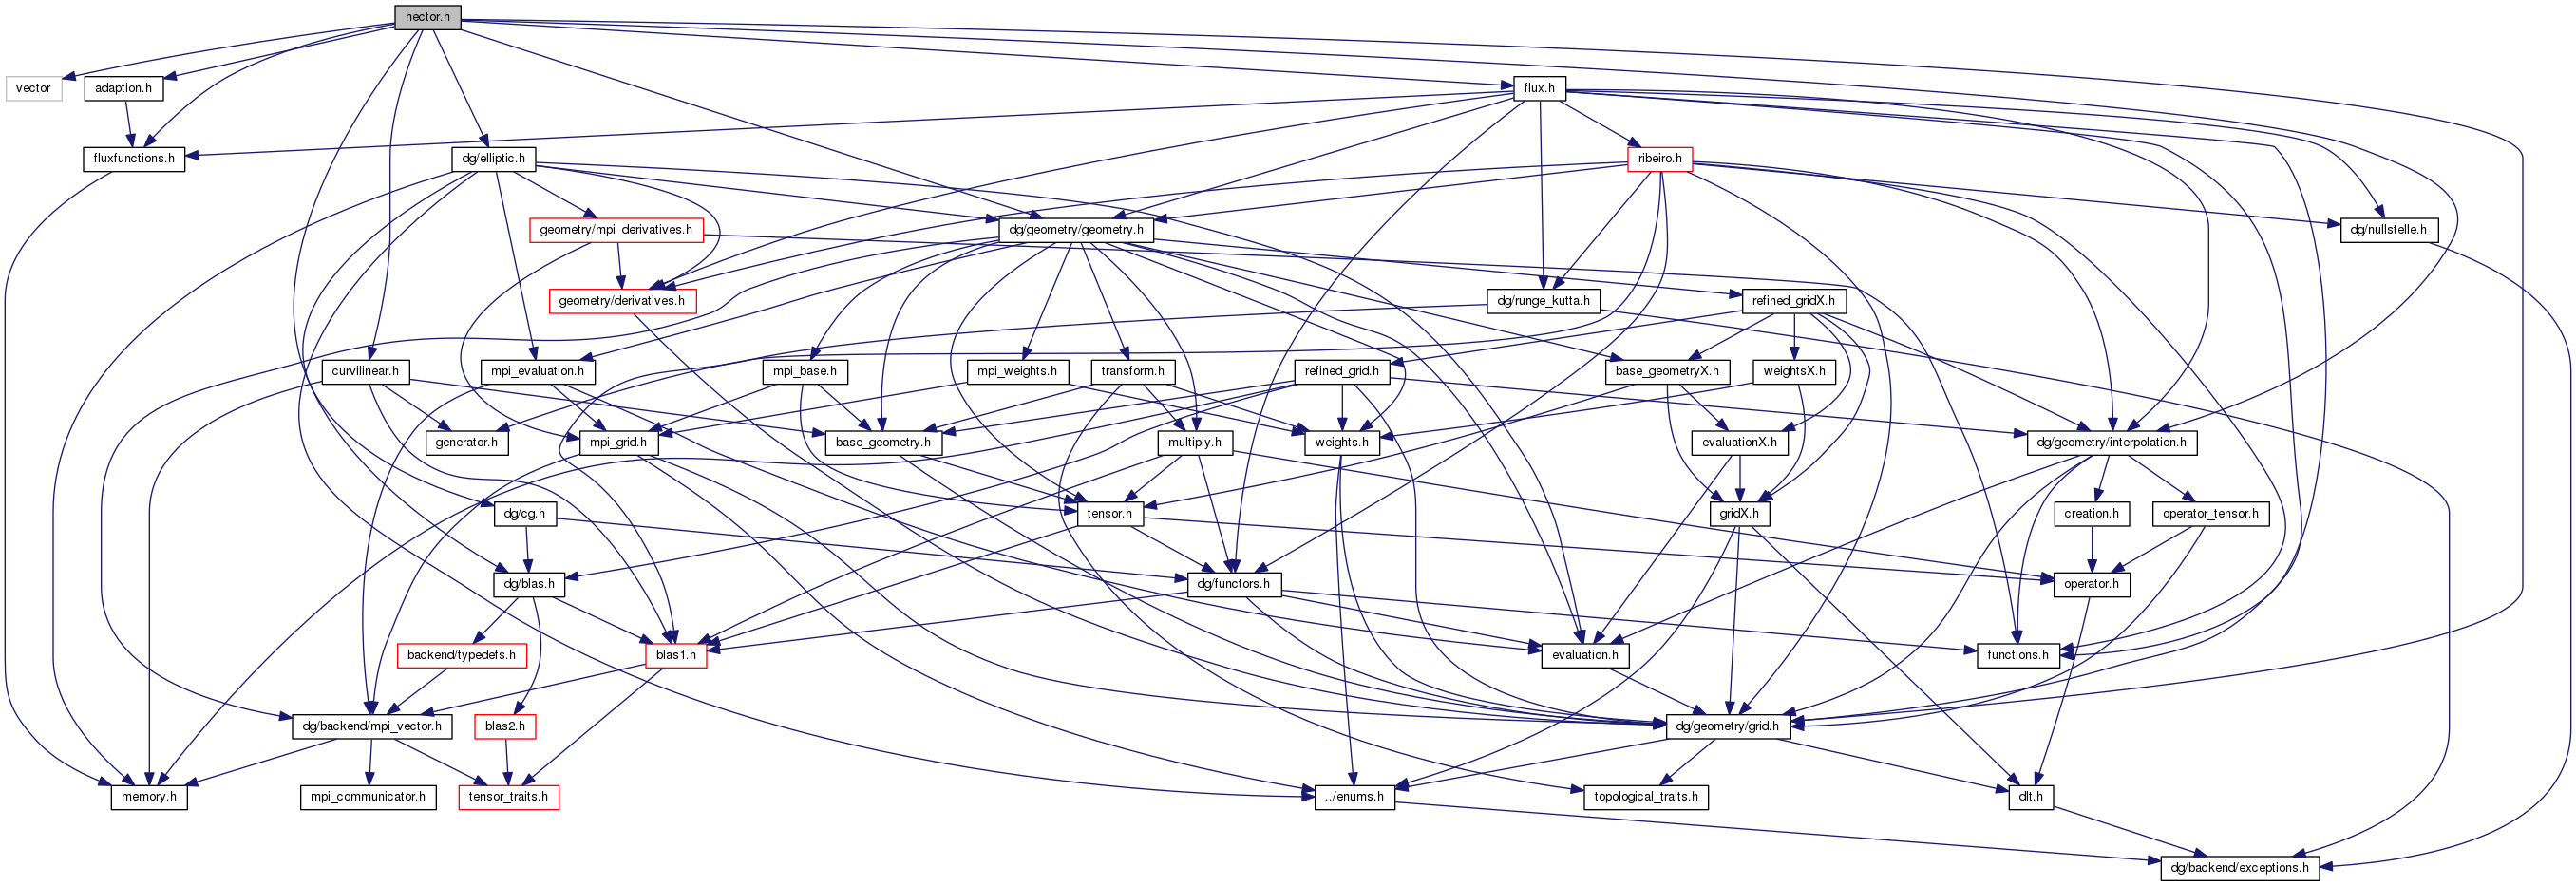 hector.h
vector
adaption.h
flux.h
fluxfunctions.h
dg/elliptic.h
ribeiro.h
geometry/mpi_derivatives.h
dg/geometry/geometry.h
dg/nullstelle.h
geometry/derivatives.h
dg/runge_kutta.h
refined_gridX.h
curvilinear.h
mpi_evaluation.h
mpi_base.h
mpi_weights.h
transform.h
refined_grid.h
base_geometryX.h
weightsX.h
generator.h
mpi_grid.h
base_geometry.h
multiply.h
weights.h
evaluationX.h
dg/geometry/interpolation.h
dg/cg.h
tensor.h
gridX.h
creation.h
operator_tensor.h
dg/blas.h
dg/functors.h
operator.h
backend/typedefs.h
blas1.h
evaluation.h
functions.h
dg/backend/mpi_vector.h
blas2.h
dg/geometry/grid.h
memory.h
mpi_communicator.h
tensor_traits.h
../enums.h
topological_traits.h
dlt.h
dg/backend/exceptions.h